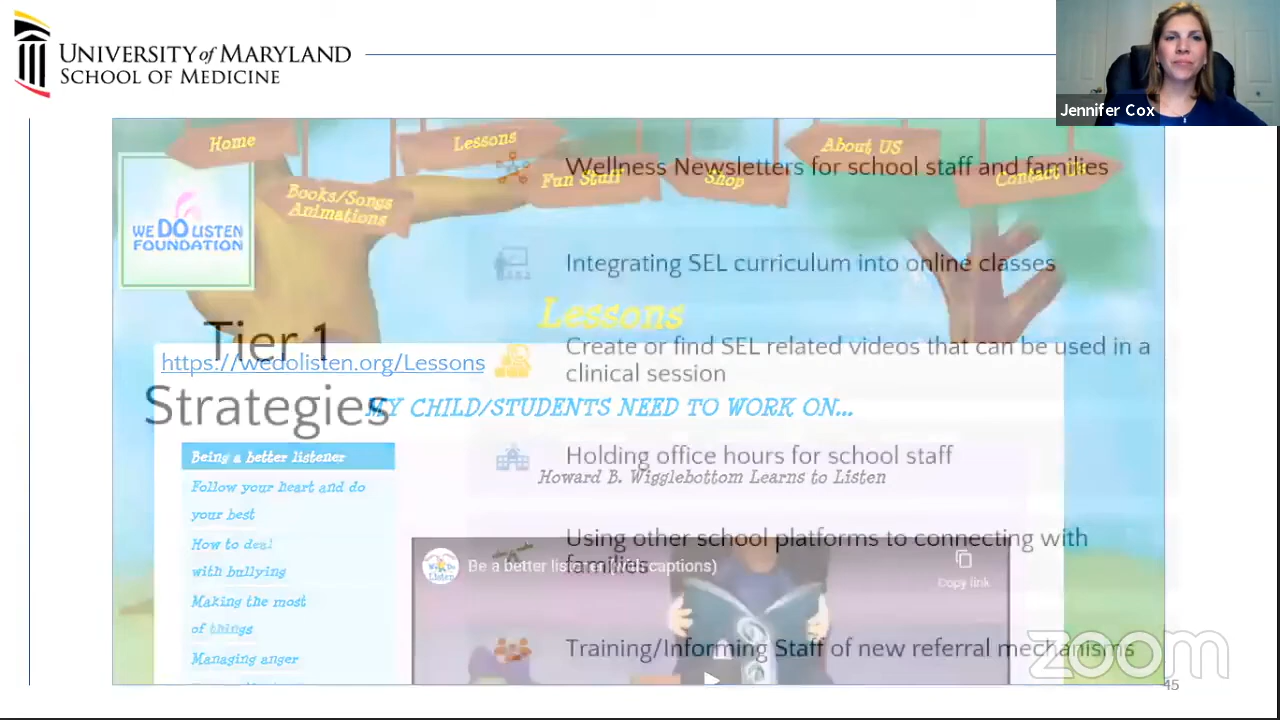 UNIVERSITY of MARYLAND
SCHOOL OF MEDICINE
Jennifer Cox
Home
Lessons
About US
Books/Songs
Animations
Fun Stuff
Shop
Contact Us
WE DO LISTEN
FOUNDATION
Wellness Newsletters for school staff and families
Integrating SEL curriculum into online classes
Lessons
Tier 1
Strategies
https://wedolisten.org/Lessons
Create or find SEL related videos that can be used in a
clinical session
MY CHILD/STUDENTS NEED TO WORK ON...
Being a better listener
Follow your heart and do
your best
How to deal
with bullying
Making the most
of things
Managing anger
Holding office hours for school staff
Howard B. Wigglebottom Learns to Listen
Using other school platforms to connecting with
families
Be a better listener (with captions)
Copy link
Training/Informing Staff of new referral mechanisms
zoom
45